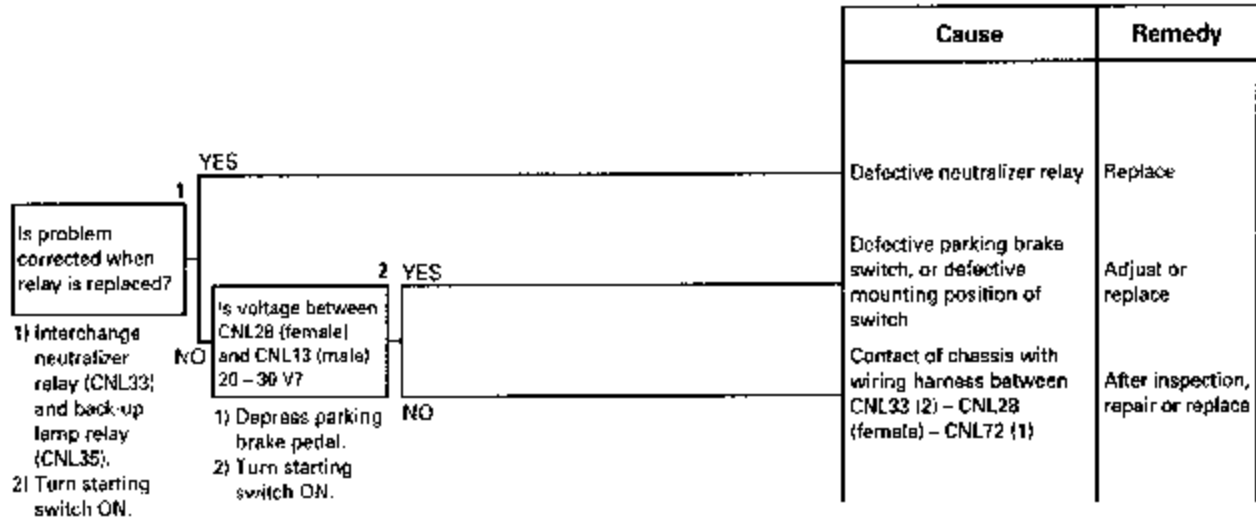 Cause
Remedy
YES
Defective neutralizer relay
Replace
1
Is problem
corrected when
relay is replaced?
1) Interchange
neutralizer
relay (CNL33)
and back-up
lamp relay
(CNL35).
2) Turn starting
switch ON.
NO
2
Is voltage between
CNL28 (female)
and CNL13 (male)
20 – 30 V?
1) Depress parking
brake pedal.
2) Turn starting
switch ON.
YES
Defective parking brake
switch, or defective
mounting position of
switch
Adjust or
replace
NO
Contact of chassis with
wiring harness between
CNL33 (2) – CNL28
(female) – CNL72 (1)
After inspection,
repair or replace